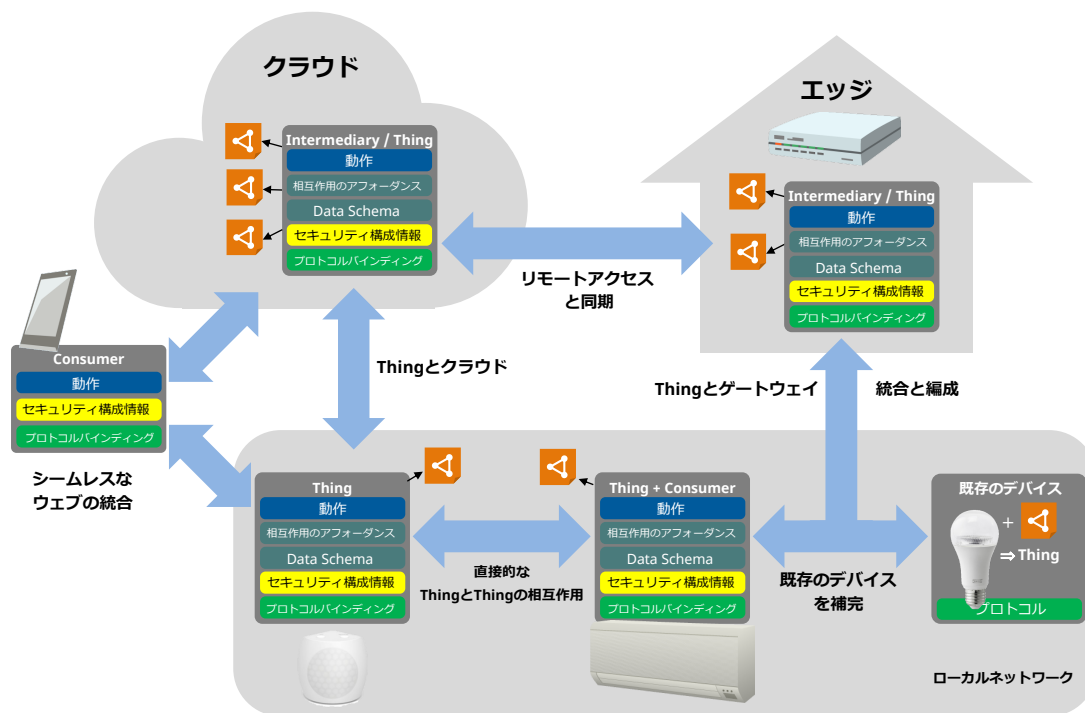 クラウド
Intermediary / Thing
動作
相互作用のアフォーダンス
Data Schema
セキュリティ構成情報
プロトコルバインディング
エッジ
Intermediary / Thing
動作
相互作用のアフォーダンス
Data Schema
セキュリティ構成情報
プロトコルバインディング
リモートアクセス
と同期
Consumer
動作
セキュリティ構成情報
プロトコルバインディング
シームレスな
ウェブの統合
Thingとクラウド
Thingとゲートウェイ
統合と編成
Thing
動作
相互作用のアフォーダンス
Data Schema
セキュリティ構成情報
プロトコルバインディング
直接的な
ThingとThingの相互作用
Thing + Consumer
動作
相互作用のアフォーダンス
Data Schema
セキュリティ構成情報
プロトコルバインディング
既存のデバイス
を補完
既存のデバイス
+
⇒Thing
プロトコル
ローカルネットワーク